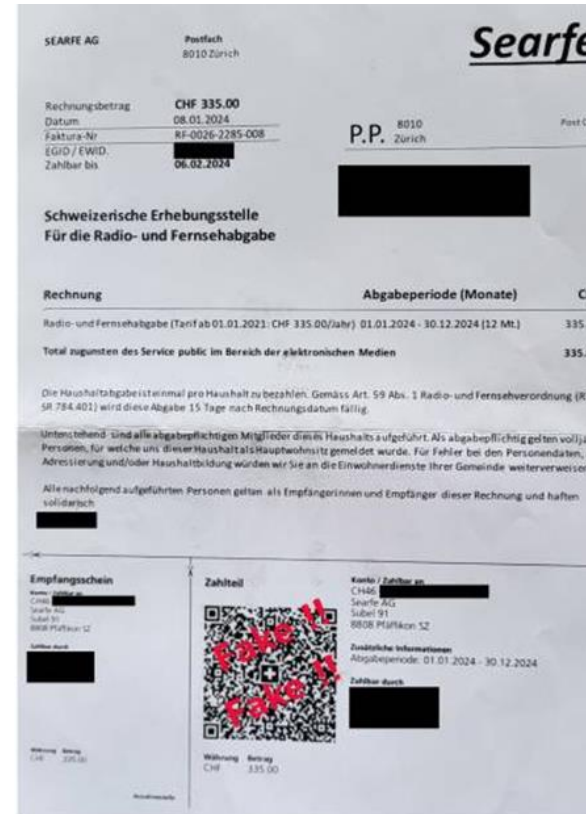 SEARFE AG
Postfach
8010 Zürich
Searfe
Rechnungsbetrag CHF 335.00
Datum 08.01.2024
Faktura-Nr RF-0026-2285-008
EGID / EWID.
Zahlbar bis 06.02.2024
P.P. 8010 Zürich
Post
Schweizerische Erhebungsstelle
Für die Radio- und Fernsehabgabe
Rechnung Abgabeperiode (Monate) C
Radio- und Fernsehabgabe (Tarif ab 01.01.2021: CHF 335.00/Jahr) 01.01.2024 - 30.12.2024 (12 Mt.) 335.
Total zugunsten des Service public im Bereich der elektronischen Medien 335.
Die Haushaltabgabe ist einmal pro Haushalt zu bezahlen. Gemäss Art. 59 Abs. 1 Radio- und Fernsehverordnung (R
SR 784.401) wird diese Abgabe 15 Tage nach Rechnungsdatum fällig.
Untenstehend sind alle abgabepflichtigen Mitglieder dieses Haushalts aufgeführt. Als abgabepflichtig gelten vollj
Personen, für welche uns dieser Haushalt als Hauptwohnsitz gemeldet wurde. Für Fehler bei den Personendaten,
Adressierung und/oder Haushaltbildung würden wir Sie an die Einwohnerdienste Ihrer Gemeinde weiterverweisen
Alle nachfolgend aufgeführten Personen gelten als Empfängerinnen und Empfänger dieser Rechnung und haften
solidarisch
Empfangsschein
Konto / Zahlbar an
CH46
Searfe AG
Subel 91
8808 Pfäffikon SZ
Zahlbar durch
Währung Betrag
CHF 335.00
Annahmestelle
Zahlteil
Fake !!
Fake !!
Währung Betrag
CHF 335.00
Konto / Zahlbar an
CH46
Searfe AG
Subel 91
8808 Pfäffikon SZ
Zusätzliche Informationen
Abgabeperiode: 01.01.2024 - 30.12.2024
Zahlbar durch